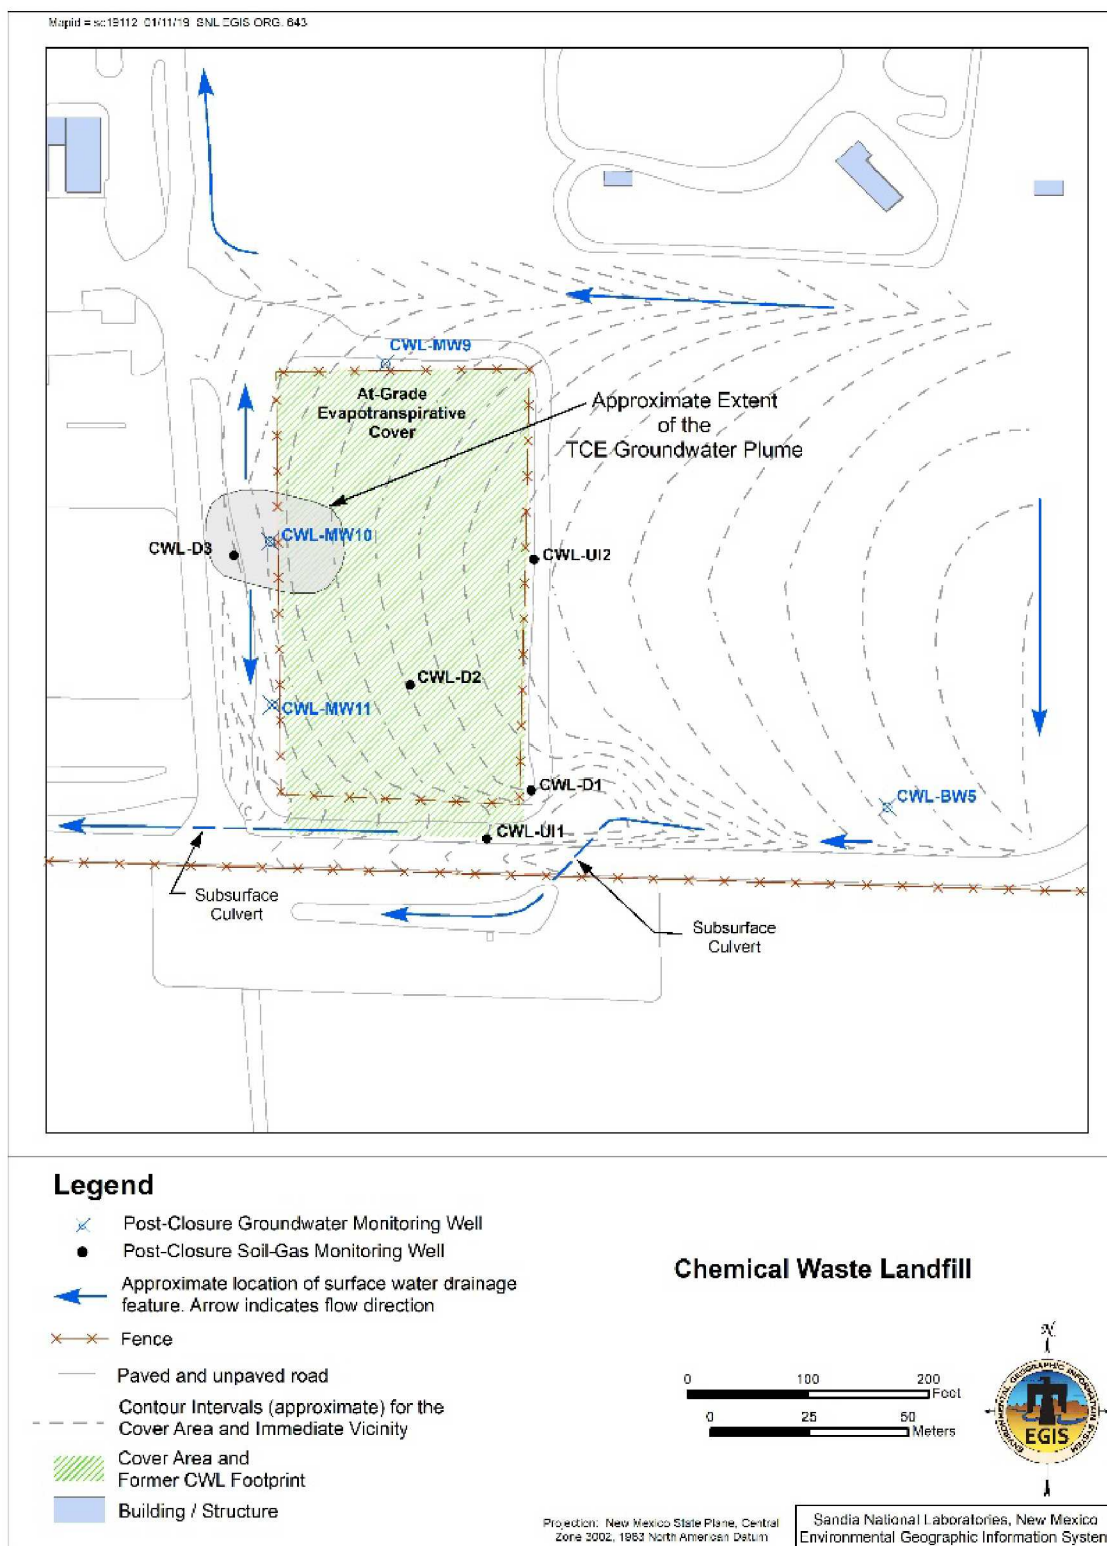 Mapid = sc19112 01/11/19 SNL EGIS ORG. 643
CWL-MW9
At-Grade
Evapotranspirative
Cover
Approximate Extent
of the
TCE Groundwater Plume
CWL-MW10
CWL-D3
CWL-UI2
CWL-D2
CWL-MW11
CWL-D1
CWL-BW5
CWL-UI1
Subsurface
Culvert
Subsurface
Culvert
Legend
Post-Closure Groundwater Monitoring Well
Post-Closure Soil-Gas Monitoring Well
Approximate location of surface water drainage
feature. Arrow indicates flow direction
Fence
Paved and unpaved road
Contour Intervals (approximate) for the
Cover Area and Immediate Vicinity
Cover Area and
Former CWL Footprint
Building / Structure
Chemical Waste Landfill
0 100 200
Feet
0 25 50
Meters
N
ENVIRONMENTAL GEOGRAPHIC INFORMATION SYSTEM
EGIS
Projection: New Mexico State Plane, Central
Zone 3002, 1983 North American Datum
Sandia National Laboratories, New Mexico
Environmental Geographic Information System